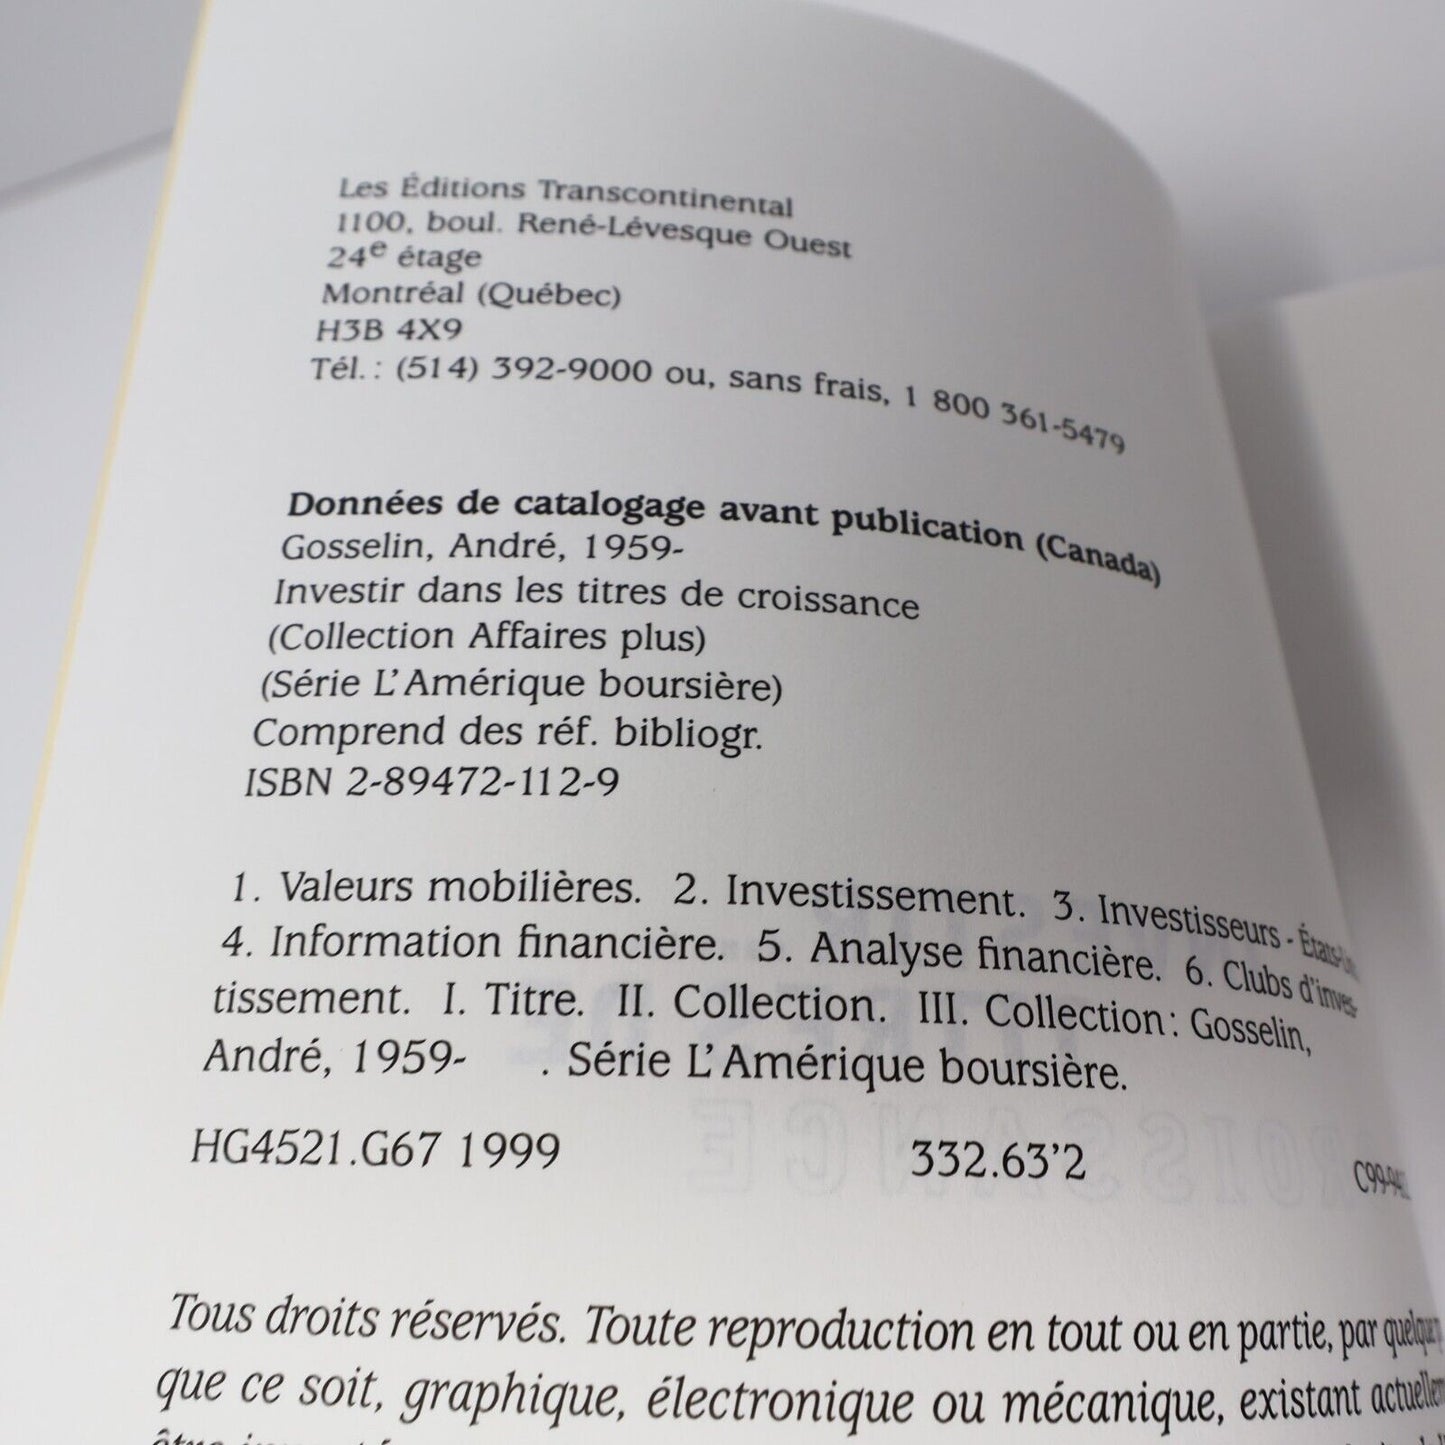 Les Éditions Transcontinental
1100, boul. René-Lévesque Ouest
24e étage
Montréal (Québec)
H3B 4X9
Tél. : (514) 392-9000 ou, sans frais, 1 800 361-5479
Données de catalogage avant publication (Canada)
Gosselin, André, 1959-
Investir dans les titres de croissance
(Collection Affaires plus)
(Série L'Amérique boursière)
Comprend des réf. bibliogr.
ISBN 2-89472-112-9
1. Valeurs mobilières. 2. Investissement. 3. Investisseurs - États-Unis.
4. Information financière. 5. Analyse financière. 6. Clubs d'inves-
tissement. I. Titre. II. Collection. III. Collection : Gosselin,
André, 1959- . Série L'Amérique boursière.
HG4521.G67 1999 332.63'2
Tous droits réservés. Toute reproduction en tout ou en partie, par
que ce soit, graphique, électronique ou mécanique, existant